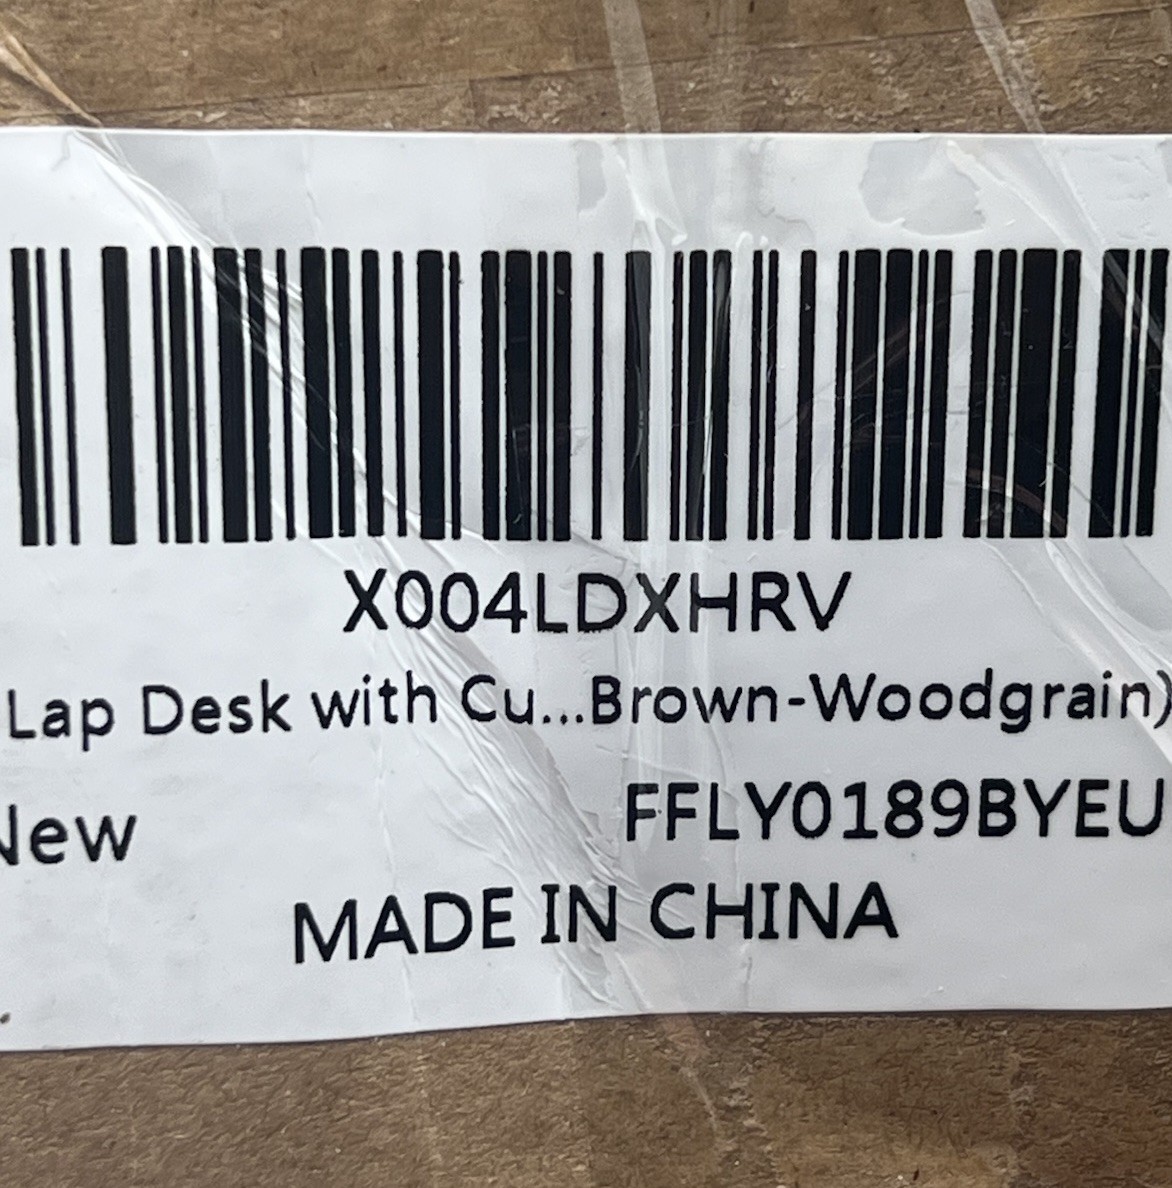 X004LDXHRV
Lap Desk with Cu...Brown-Woodgrain)
New
FFLY0189BYEU
MADE IN CHINA